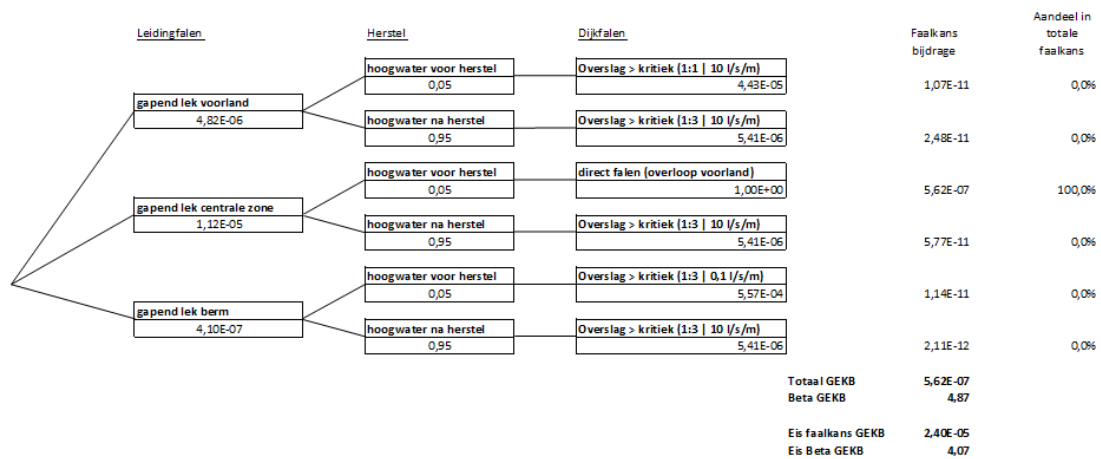 Leidingfalen Herstel Dijkfalen Faalkans bijdrage Aandeel in totale faalkans
hoogwater voor herstel Overslag > kritiek (1:1 | 10 l/s/m)
0,05 4,43E-05 1,07E-11 0,0%
gapend lek voorland
4,82E-06
hoogwater na herstel Overslag > kritiek (1:3 | 10 l/s/m)
0,95 5,41E-06 2,48E-11 0,0%
hoogwater voor herstel direct falen (overloop voorland)
0,05 1,00E+00 5,62E-07 100,0%
gapend lek centrale zone
1,12E-05
hoogwater na herstel Overslag > kritiek (1:3 | 10 l/s/m)
0,95 5,41E-06 5,77E-11 0,0%
hoogwater voor herstel Overslag > kritiek (1:3 | 0,1 l/s/m)
0,05 5,57E-04 1,14E-11 0,0%
gapend lek berm
4,10E-07
hoogwater na herstel Overslag > kritiek (1:3 | 10 l/s/m)
0,95 5,41E-06 2,11E-12 0,0%
Totaal GEKB 5,62E-07
Beta GEKB 4,87
Eis faalkans GEKB 2,40E-05
Eis Beta GEKB 4,07